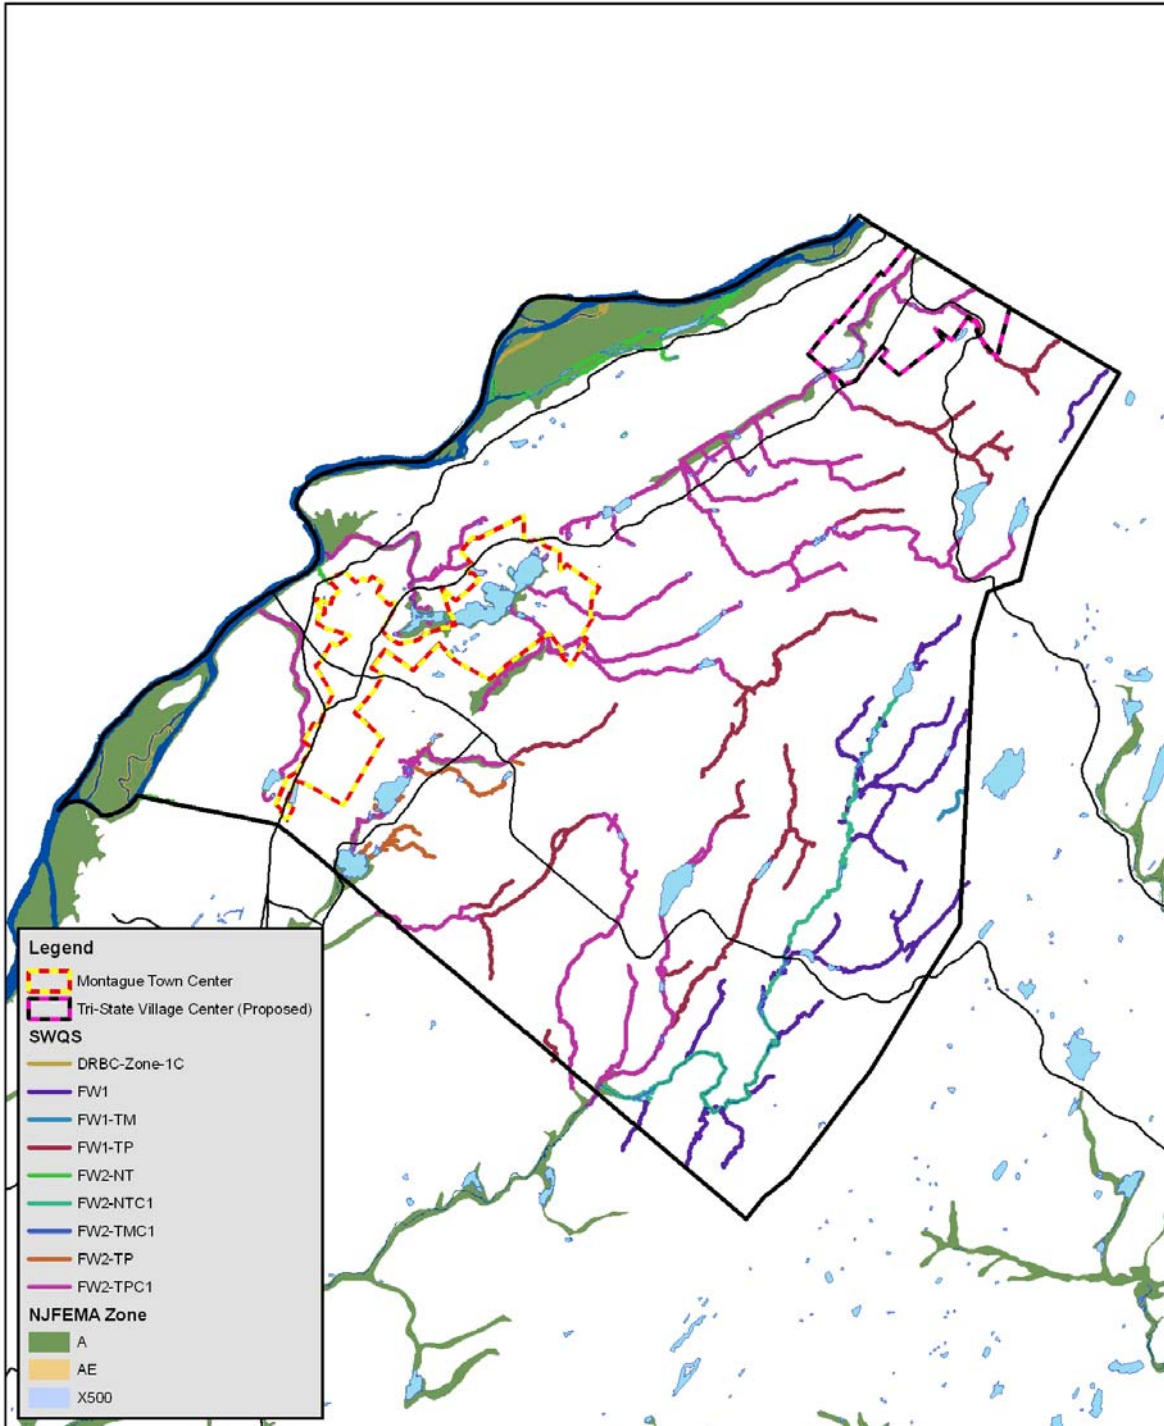 Legend
Montague Town Center
Tri-State Village Center (Proposed)
SWQS
DRBC-Zone-1C
FW1
FW1-TM
FW1-TP
FW2-NT
FW2-NTC1
FW2-TMC1
FW2-TP
FW2-TPC1
NJFEMA Zone
A
AE
X500